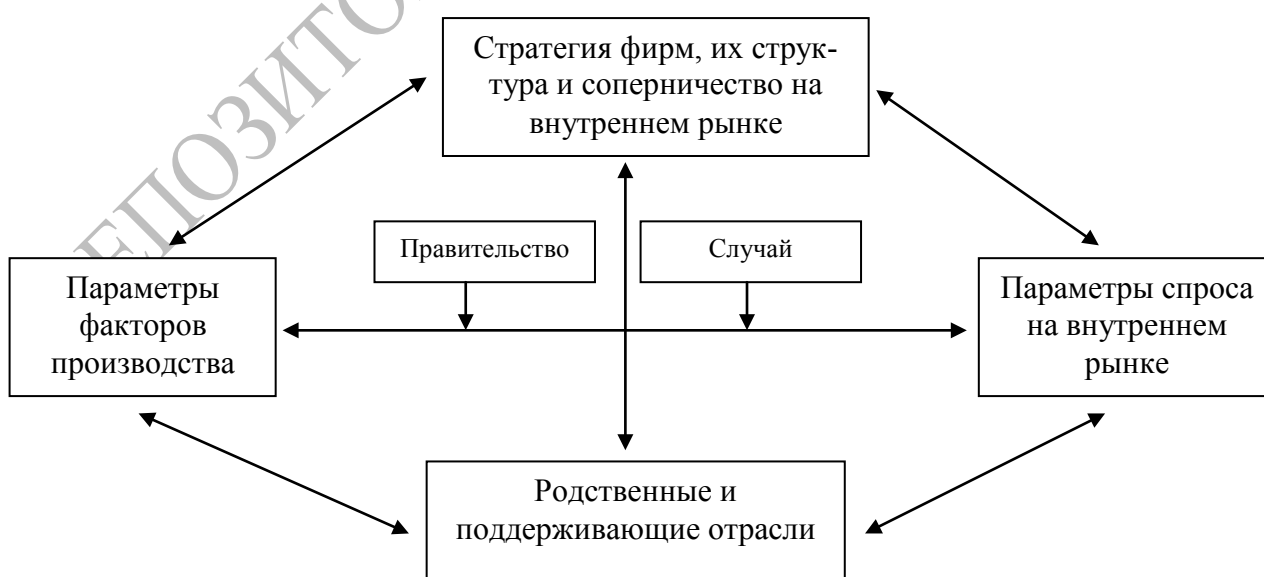 Стратегия фирм, их струк-
тура и соперничество на
внутреннем рынке
Правительство
Случай
Параметры
факторов
производства
Параметры спроса
на внутреннем
рынке
Родственные и
поддерживающие отрасли